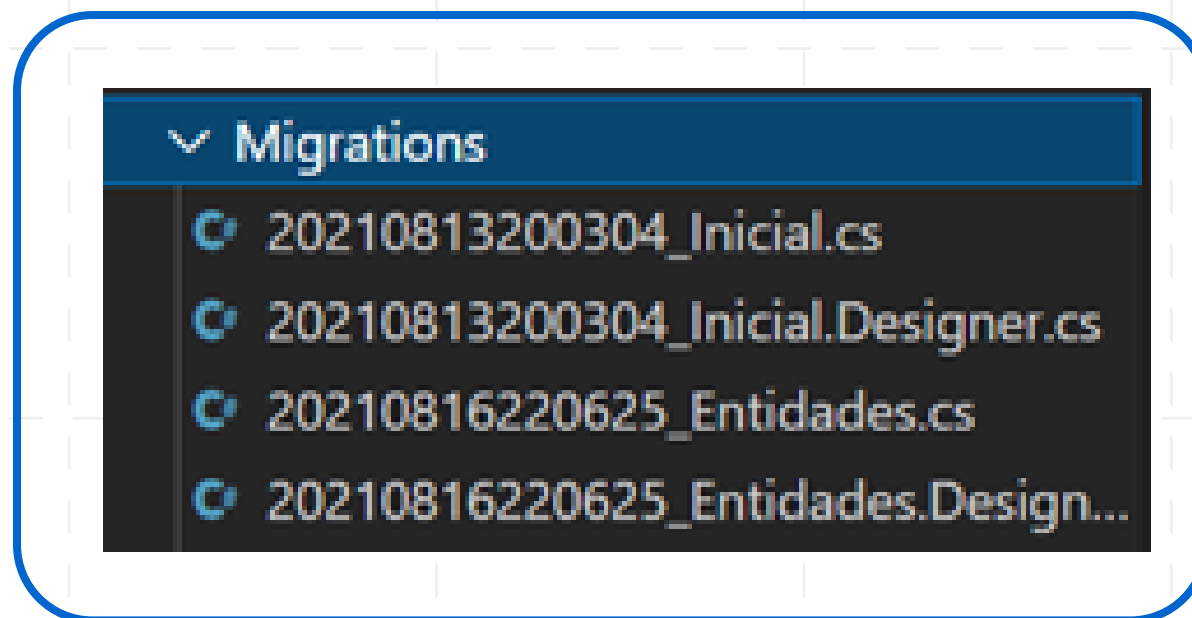 Migrations
20210813200304_Inicial.cs
20210813200304_Inicial.Designer.cs
20210816220625_Entidades.cs
20210816220625_Entidades.Design...